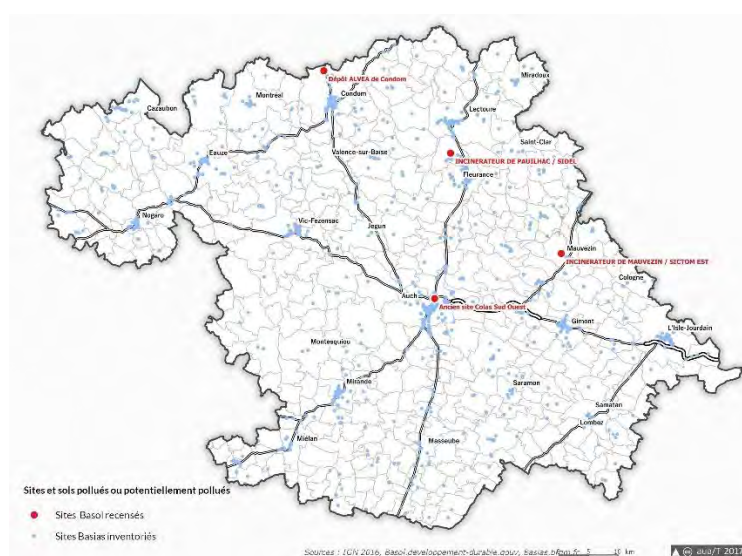 Dépôt ALVEA de Condom
Miradoux
Cazaubon
Montréal
Condom
Lectoure
Saint-Clar
Eauze
Valence-sur-Baïse
INCINERATEUR DE PAUILHAC / SIDEL
Fleurance
Nogaro
Vic-Fezensac
Jegun
Mauvezin
INCINERATEUR DE MAUVEZIN / SICTOM EST
Cologne
Auch
Ancien site Colas Sud Ouest
Gimont
L'Isle-Jourdain
Montesquiou
Mirande
Saramon
Samatan
Lombez
Miélan
Masseube
Sites et sols pollués ou potentiellement pollués
Sites Basol recensés
Sites Basias inventoriés
Sources : IGN 2016, Basol.developpement-durable.gouv, Basias.brgm.fr
5
10 km
aua/T 2017